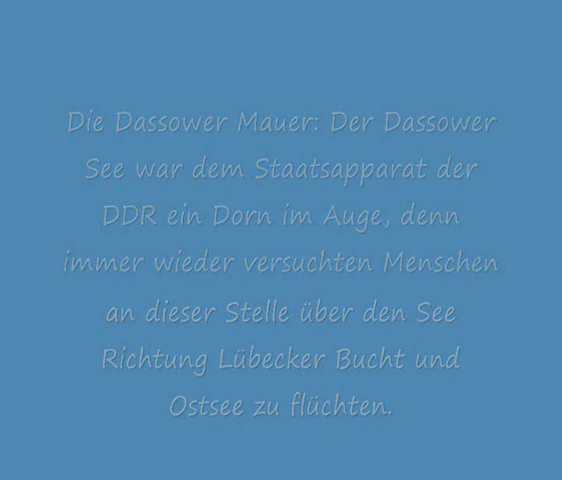 Die Dassower Mauer: Der Dassower
See war dem Staatsapparat der
DDR ein Dorn im Auge, denn
immer wieder versuchten Menschen
an dieser Stelle über den See
Richtung Lübecker Bucht und
Ostsee zu flüchten.